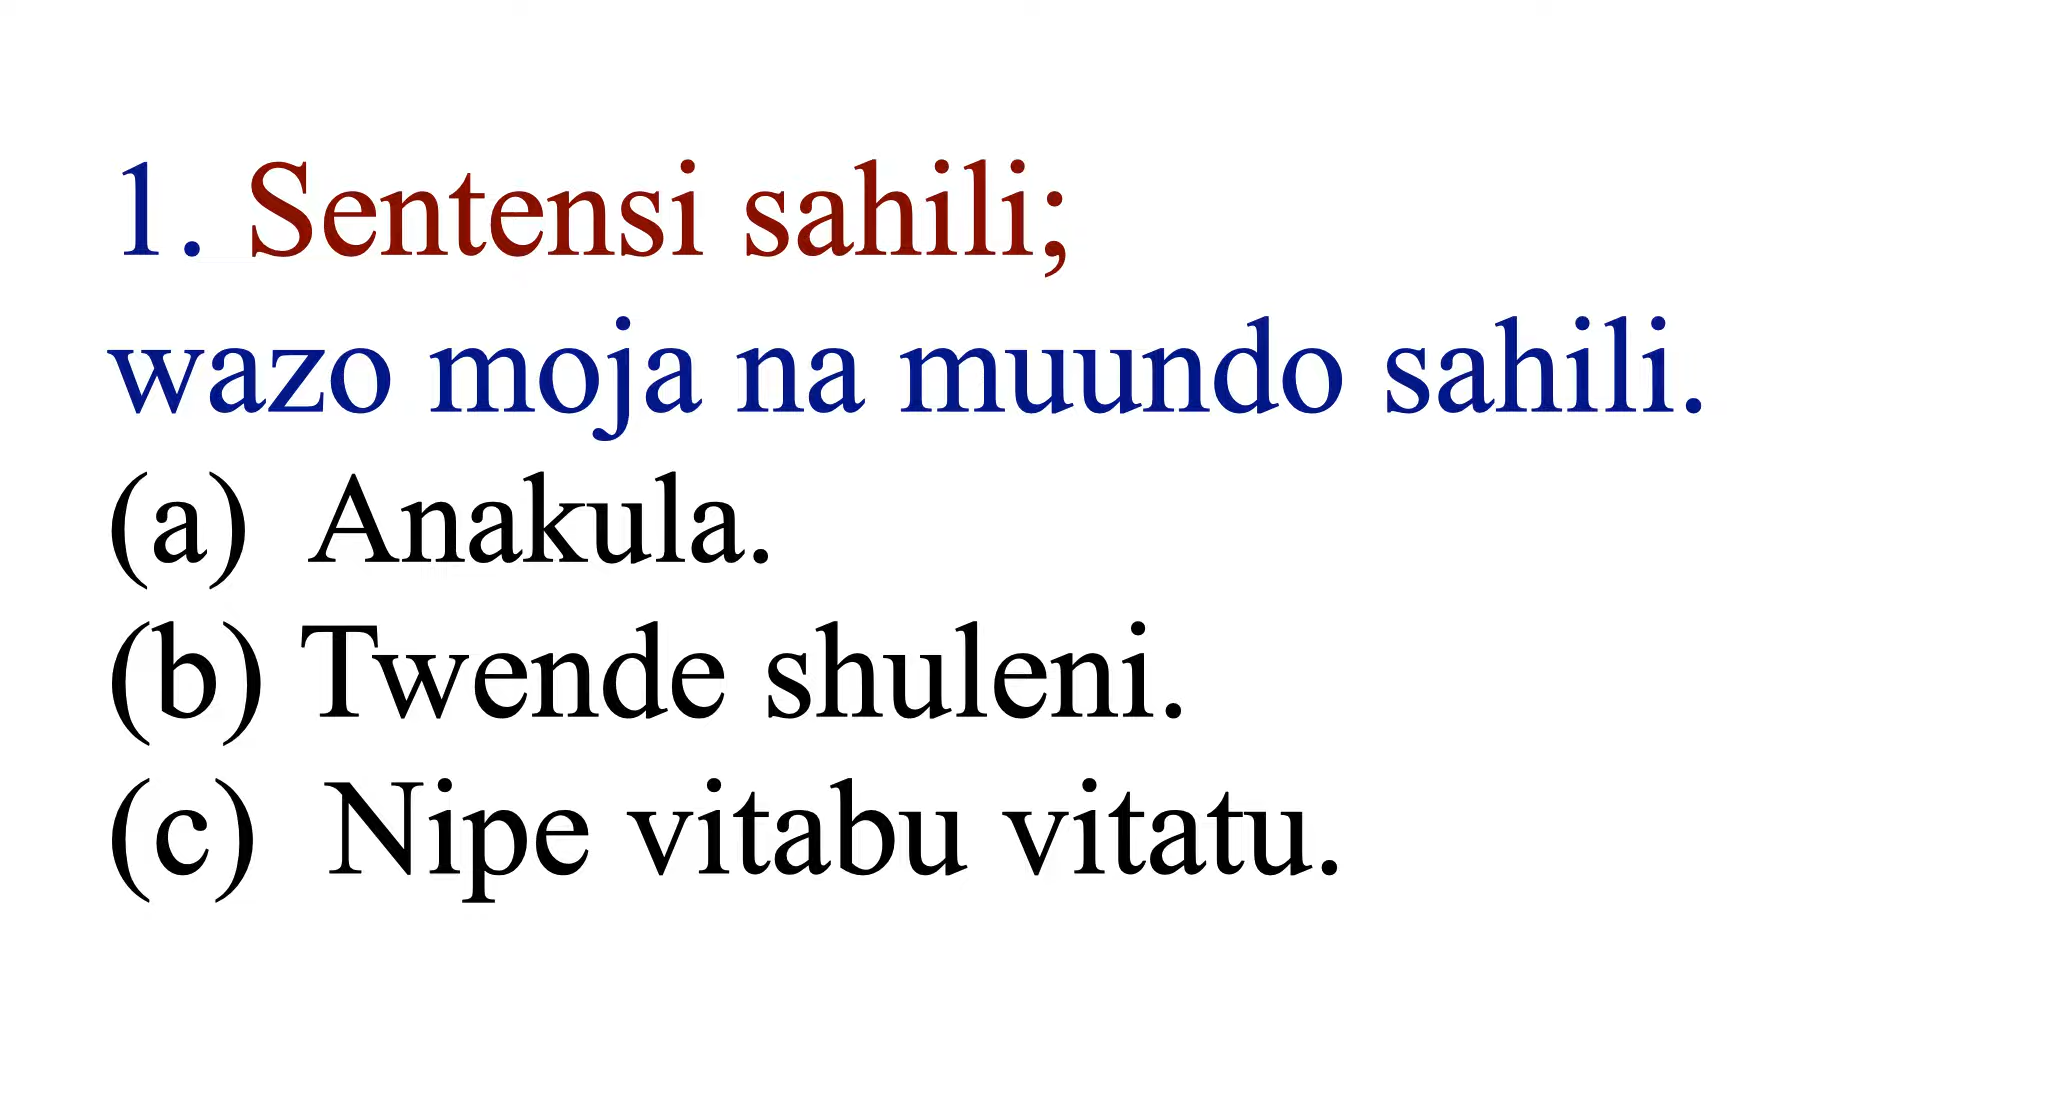 1. Sentensi sahili;
wazo moja na muundo sahili.
(a) Anakula.
(b) Twende shuleni.
(c) Nipe vitabu vitatu.